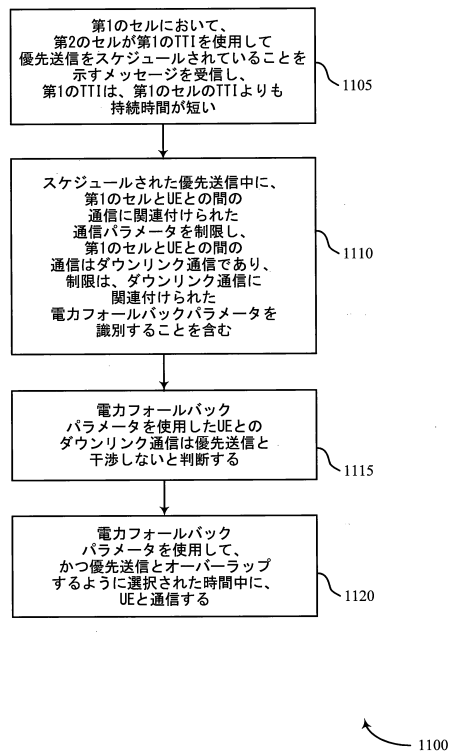 第1のセルにおいて、
第2のセルが第1のTTIを使用して
優先送信をスケジュールされていることを
示すメッセージを受信し、
第1のTTIは、第1のセルのTTIよりも
持続時間が短い
1105
スケジュールされた優先送信中に、
第1のセルとUEとの間の
通信に関連付けられた
通信パラメータを制限し、
第1のセルとUEとの間の
通信はダウンリンク通信であり、
制限は、ダウンリンク通信に
関連付けられた
電力フォールバックパラメータを
識別することを含む
1110
電力フォールバック
パラメータを使用したUEとの
ダウンリンク通信は優先送信と
干渉しないと判断する
1115
電力フォールバック
パラメータを使用して、
かつ優先送信とオーバーラップ
するように選択された時間中に、
UEと通信する
1120
1100